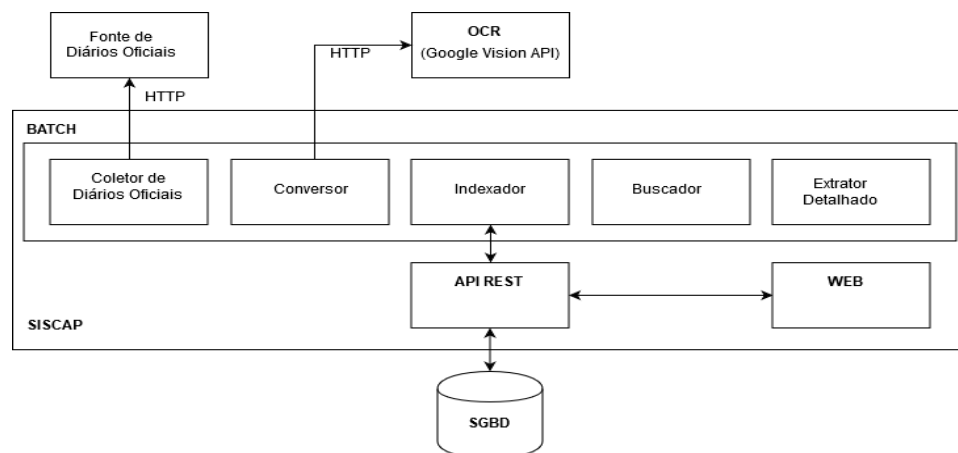 Fonte de
Diários Oficiais
OCR
(Google Vision API)
HTTP
HTTP
BATCH
Coletor de
Diários Oficiais
Conversor
Indexador
Buscador
Extrator
Detalhado
API REST
WEB
SISCAP
SGBD